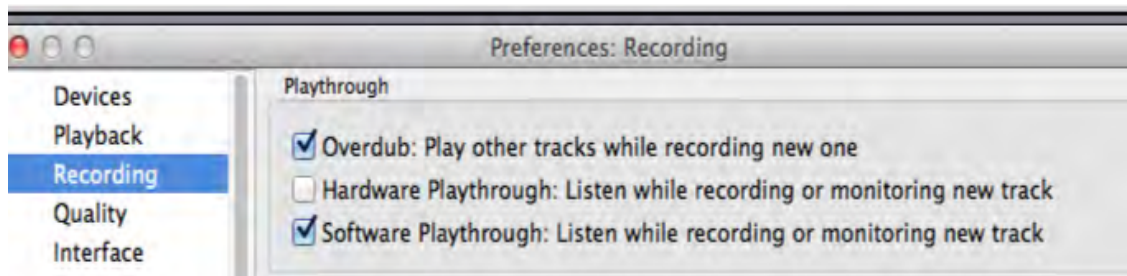 Preferences: Recording
Devices
Playback
Recording
Quality
Interface
Playthrough
Overdub: Play other tracks while recording new one
Hardware Playthrough: Listen while recording or monitoring new track
Software Playthrough: Listen while recording or monitoring new track